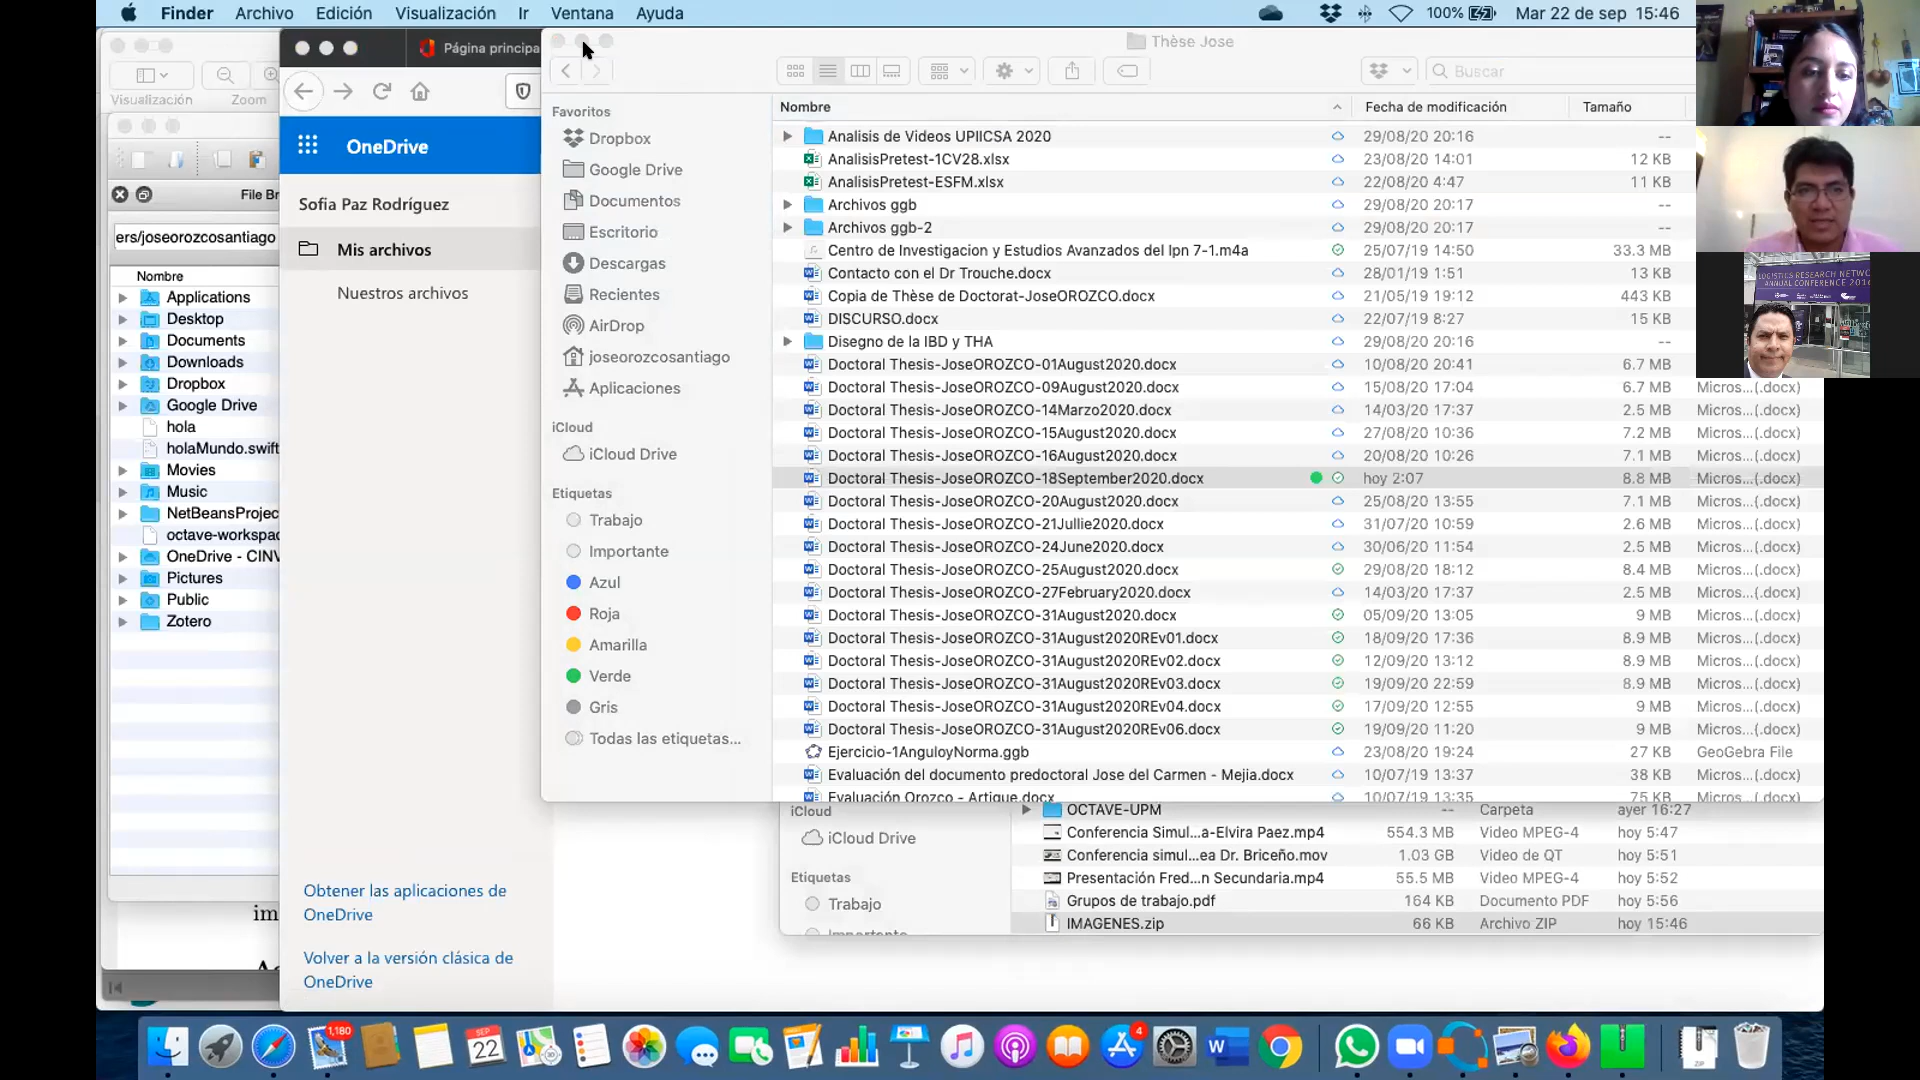 Finder Archivo Edición Visualización Ir Ventana Ayuda 100% Mar 22 de sep 15:46
Visualización Zoom
File Br
ers/joseorozcosantiago
Nombre
Applications
Desktop
Documents
Downloads
Dropbox
Google Drive
hola
holaMundo.swift
Movies
Music
NetBeansProjec
octave-workspac
OneDrive - CINV
Pictures
Public
Zotero
im
Página principa
OneDrive
Sofia Paz Rodríguez
Mis archivos
Nuestros archivos
Obtener las aplicaciones de
OneDrive
Volver a la versión clásica de
OneDrive
Thèse Jose
Buscar
Favoritos
Dropbox
Google Drive
Documentos
Escritorio
Descargas
Recientes
AirDrop
joseorozcosantiago
Aplicaciones
iCloud
iCloud Drive
Etiquetas
Trabajo
Importante
Azul
Roja
Amarilla
Verde
Gris
Todas las etiquetas...
Nombre Fecha de modificación Tamaño
Analisis de Videos UPIICSA 2020 29/08/20 20:16 --
AnalisisPretest-1CV28.xlsx 23/08/20 14:01 12 KB
AnalisisPretest-ESFM.xlsx 22/08/20 4:47 11 KB
Archivos ggb 29/08/20 20:17 --
Archivos ggb-2 29/08/20 20:17 --
Centro de Investigacion y Estudios Avanzados del Ipn 7-1.m4a 25/07/19 14:50 33.3 MB
Contacto con el Dr Trouche.docx 28/01/19 1:51 13 KB
Copia de Thèse de Doctorat-JoseOROZCO.docx 21/05/19 19:12 443 KB
DISCURSO.docx 22/07/19 8:27 15 KB
Disegno de la IBD y THA 29/08/20 20:16 --
Doctoral Thesis-JoseOROZCO-01August2020.docx 10/08/20 20:41 6.7 MB
Doctoral Thesis-JoseOROZCO-09August2020.docx 15/08/20 17:04 6.7 MB Micros...(.docx)
Doctoral Thesis-JoseOROZCO-14Marzo2020.docx 14/03/20 17:37 2.5 MB Micros...(.docx)
Doctoral Thesis-JoseOROZCO-15August2020.docx 27/08/20 10:36 7.2 MB Micros...(.docx)
Doctoral Thesis-JoseOROZCO-16August2020.docx 20/08/20 10:26 7.1 MB Micros...(.docx)
Doctoral Thesis-JoseOROZCO-18September2020.docx hoy 2:07 8.8 MB Micros...(.docx)
Doctoral Thesis-JoseOROZCO-20August2020.docx 25/08/20 13:55 7.1 MB Micros...(.docx)
Doctoral Thesis-JoseOROZCO-21Jullie2020.docx 31/07/20 10:59 2.6 MB Micros...(.docx)
Doctoral Thesis-JoseOROZCO-24June2020.docx 30/06/20 11:54 2.5 MB Micros...(.docx)
Doctoral Thesis-JoseOROZCO-25August2020.docx 29/08/20 18:12 8.4 MB Micros...(.docx)
Doctoral Thesis-JoseOROZCO-27February2020.docx 14/03/20 17:37 2.5 MB Micros...(.docx)
Doctoral Thesis-JoseOROZCO-31August2020.docx 05/09/20 13:05 9 MB Micros...(.docx)
Doctoral Thesis-JoseOROZCO-31August2020REv01.docx 18/09/20 17:36 8.9 MB Micros...(.docx)
Doctoral Thesis-JoseOROZCO-31August2020REv02.docx 12/09/20 13:12 8.9 MB Micros...(.docx)
Doctoral Thesis-JoseOROZCO-31August2020REv03.docx 19/09/20 22:59 8.9 MB Micros...(.docx)
Doctoral Thesis-JoseOROZCO-31August2020REv04.docx 17/09/20 12:55 9 MB Micros...(.docx)
Doctoral Thesis-JoseOROZCO-31August2020REv06.docx 19/09/20 11:20 9 MB Micros...(.docx)
Ejercicio-1AnguloyNorma.ggb 23/08/20 19:24 27 KB GeoGebra File
Evaluación del documento predoctoral Jose del Carmen - Mejia.docx 10/07/19 13:37 38 KB Micros...(.docx)
Evaluación Orozco - Artigue.docx 10/07/19 13:35 75 KB Micros...(.docx)
iCloud
iCloud Drive
Etiquetas
Trabajo
Importante
OCTAVE-UPM -- Carpeta ayer 16:27
Conferencia Simul...a-Elvira Paez.mp4 554.3 MB Video MPEG-4 hoy 5:47
Conferencia simul...ea Dr. Briceño.mov 1.03 GB Video de QT hoy 5:51
Presentación Fred...n Secundaria.mp4 55.5 MB Video MPEG-4 hoy 5:52
Grupos de trabajo.pdf 164 KB Documento PDF hoy 5:56
IMAGENES.zip 66 KB Archivo ZIP hoy 15:46
LOGISTICS RESEARCH NETW
ANNUAL CONFERENCE 2016
1,180
SEP
22
4
W
ZIP